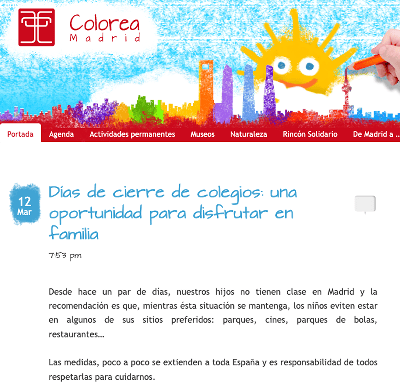 Colorea
Madrid
Portada Agenda Actividades permanentes Museos Naturaleza Rincón Solidario De Madrid a ...
12
Mar
Días de cierre de colegios: una
oportunidad para disfrutar en
familia
7:53 pm
Desde hace un par de días, nuestros hijos no tienen clase en Madrid y la
recomendación es que, mientras ésta situación se mantenga, los niños eviten estar
en algunos de sus sitios preferidos: parques, cines, parques de bolas,
restaurantes...
Las medidas, poco a poco se extienden a toda España y es responsabilidad de todos
respetarlas para cuidarnos.